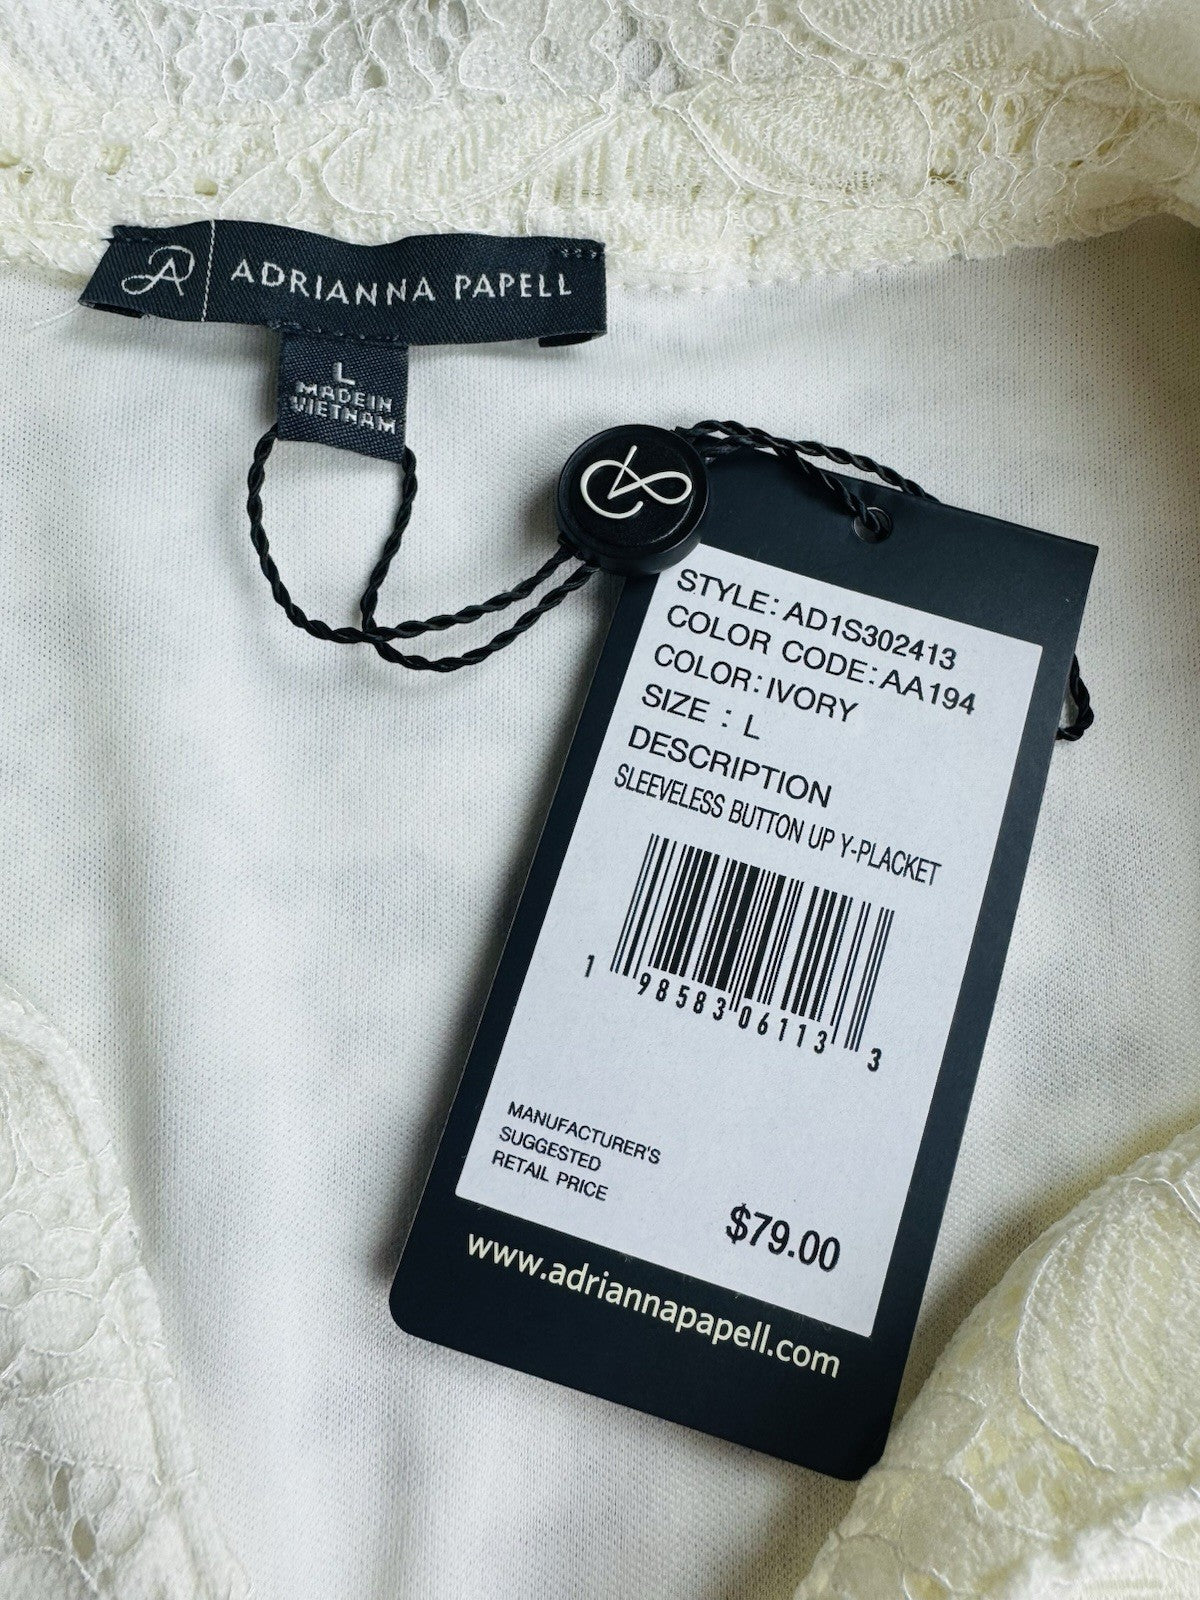 ADRIANNA PAPELL
L
MADE IN
VIETNAM
STYLE: AD1S302413
COLOR CODE: AA194
COLOR: IVORY
SIZE : L
DESCRIPTION
SLEEVELESS BUTTON UP Y-PLACKET
1 98583 06113 3
MANUFACTURER'S
SUGGESTED
RETAIL PRICE
$79.00
www.adriannapapell.com